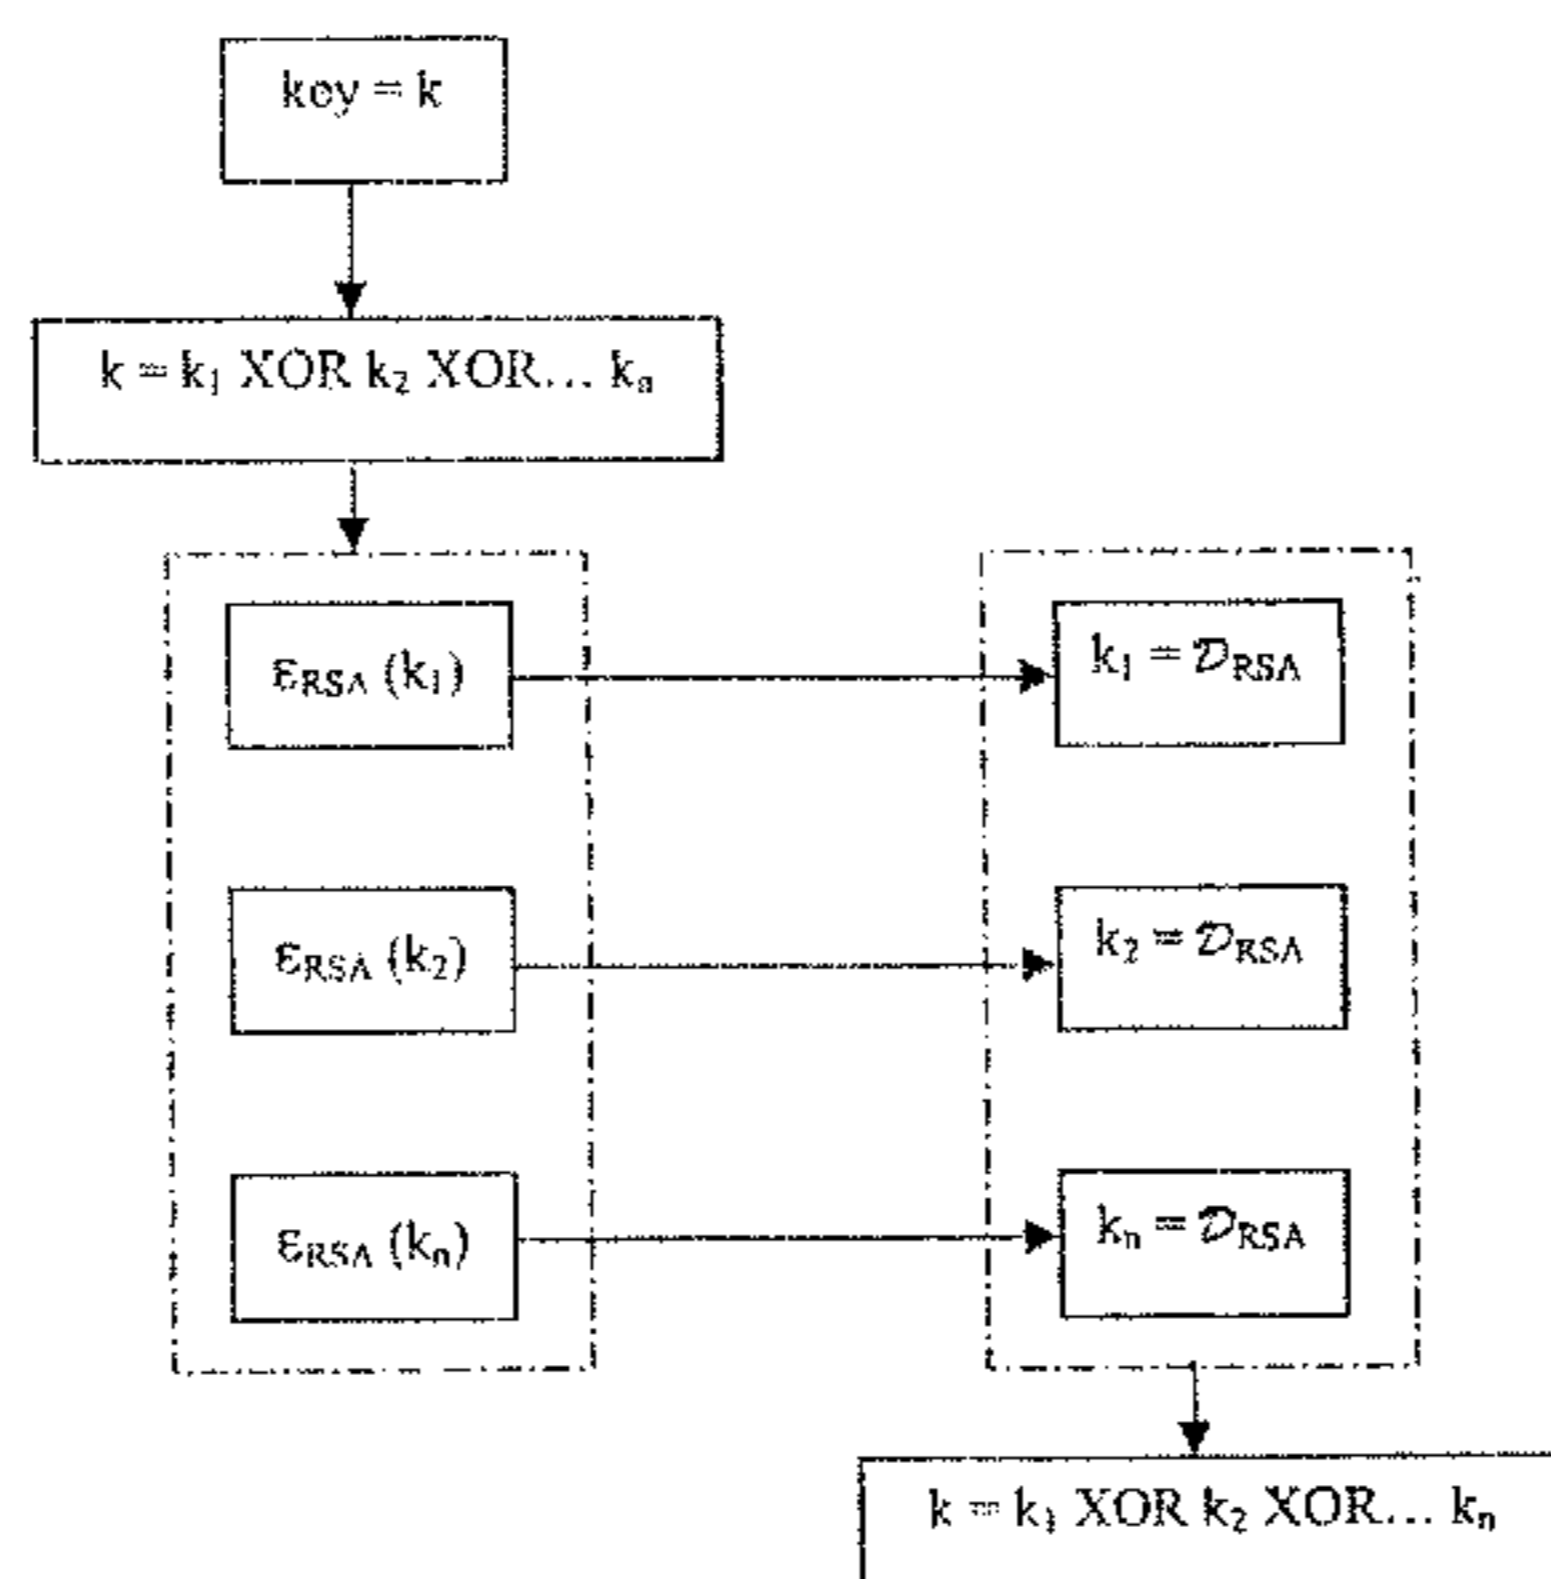 key = k
k = k₁ XOR k₂ XOR... kₙ
εRSA (k₁)
k₁ = 𝒟RSA
εRSA (k₂)
k₂ = 𝒟RSA
εRSA (kₙ)
kₙ = 𝒟RSA
k = k₁ XOR k₂ XOR... kₙ